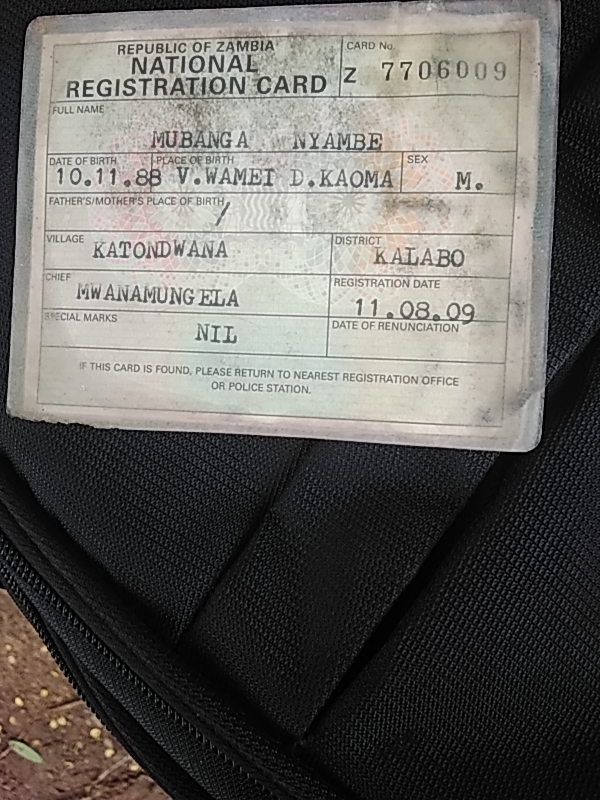 REPUBLIC OF ZAMBIA
NATIONAL
REGISTRATION CARD
CARD No.
Z 7706009
FULL NAME
MUBANGA NYAMBE
DATE OF BIRTH PLACE OF BIRTH SEX
10.11.88 V.WAMEI D.KAOMA M.
FATHER'S/MOTHER'S PLACE OF BIRTH
/
VILLAGE KATONDWANA
DISTRICT
KALABO
CHIEF
MWANAMUNGELA
REGISTRATION DATE
11.08.09
SPECIAL MARKS
NIL
DATE OF RENUNCIATION
IF THIS CARD IS FOUND, PLEASE RETURN TO NEAREST REGISTRATION OFFICE
OR POLICE STATION.